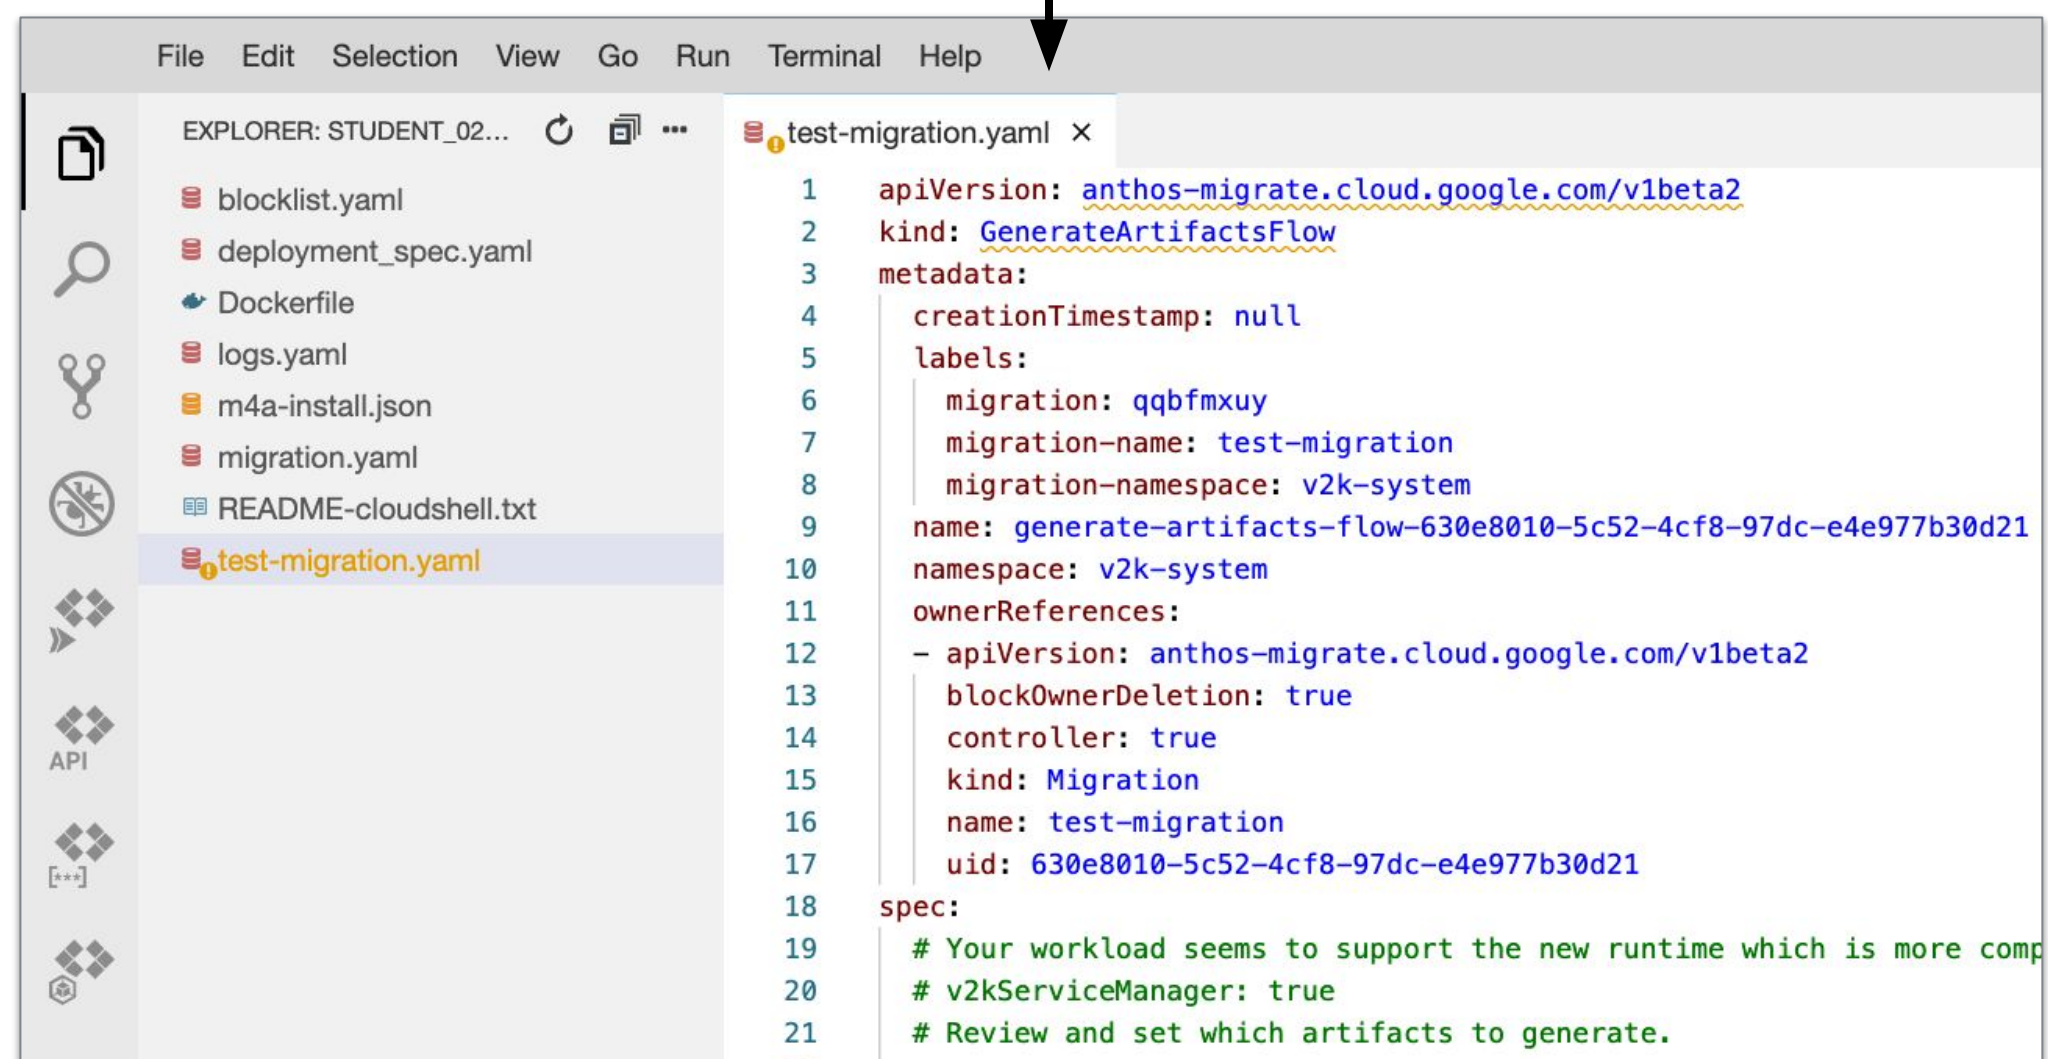 File Edit Selection View Go Run Terminal Help
EXPLORER: STUDENT_02...
blocklist.yaml
deployment_spec.yaml
Dockerfile
logs.yaml
m4a-install.json
migration.yaml
README-cloudshell.txt
test-migration.yaml
API
[***]
test-migration.yaml ×
1 apiVersion: anthos-migrate.cloud.google.com/v1beta2
2 kind: GenerateArtifactsFlow
3 metadata:
4 creationTimestamp: null
5 labels:
6 migration: qqbfmxuy
7 migration-name: test-migration
8 migration-namespace: v2k-system
9 name: generate-artifacts-flow-630e8010-5c52-4cf8-97dc-e4e977b30d21
10 namespace: v2k-system
11 ownerReferences:
12 - apiVersion: anthos-migrate.cloud.google.com/v1beta2
13 blockOwnerDeletion: true
14 controller: true
15 kind: Migration
16 name: test-migration
17 uid: 630e8010-5c52-4cf8-97dc-e4e977b30d21
18 spec:
19 # Your workload seems to support the new runtime which is more comp
20 # v2kServiceManager: true
21 # Review and set which artifacts to generate.